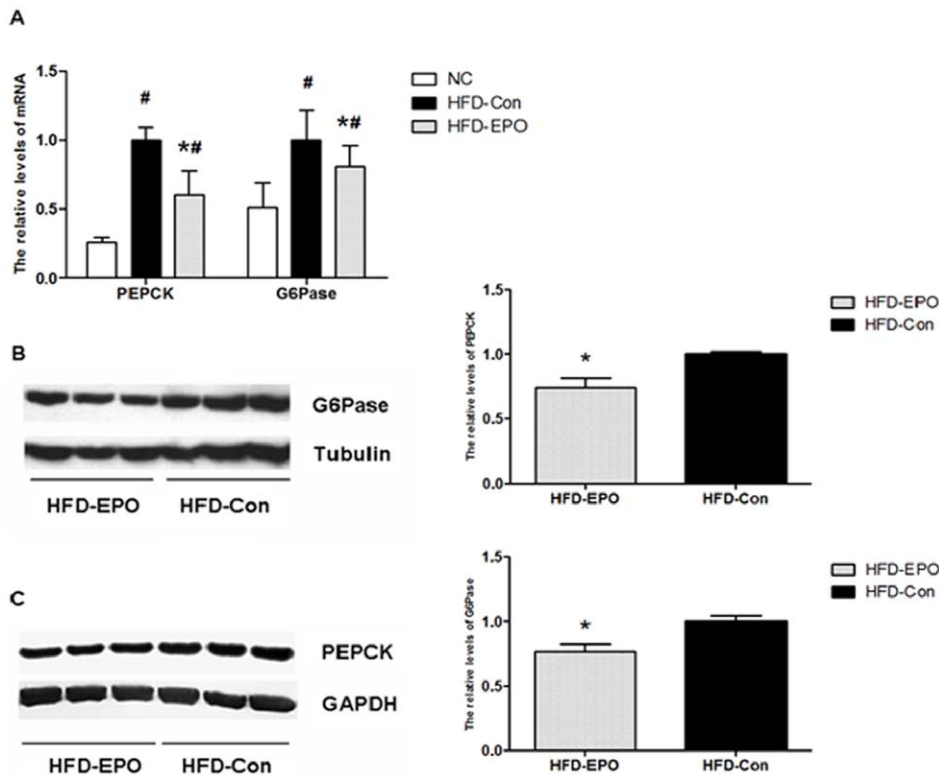 A
The relative levels of mRNA
1.5
1.0
0.5
0.0
#
*#
#
*#
PEPCK
G6Pase
NC
HFD-Con
HFD-EPO
B
G6Pase
Tubulin
HFD-EPO
HFD-Con
The relative levels of PEPCK
1.5
1.0
0.5
0.0
*
HFD-EPO
HFD-Con
HFD-EPO
HFD-Con
C
PEPCK
GAPDH
HFD-EPO
HFD-Con
The relative levels of G6Pase
1.5
1.0
0.5
0.0
*
HFD-EPO
HFD-Con
HFD-EPO
HFD-Con